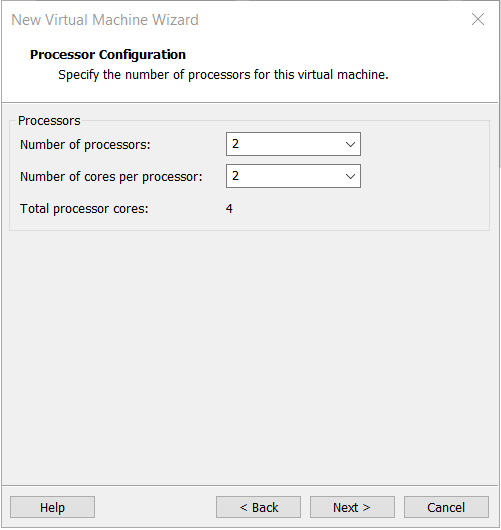 New Virtual Machine Wizard
Processor Configuration
Specify the number of processors for this virtual machine.
Processors
Number of processors: 2
Number of cores per processor: 2
Total processor cores: 4
Help < Back Next > Cancel